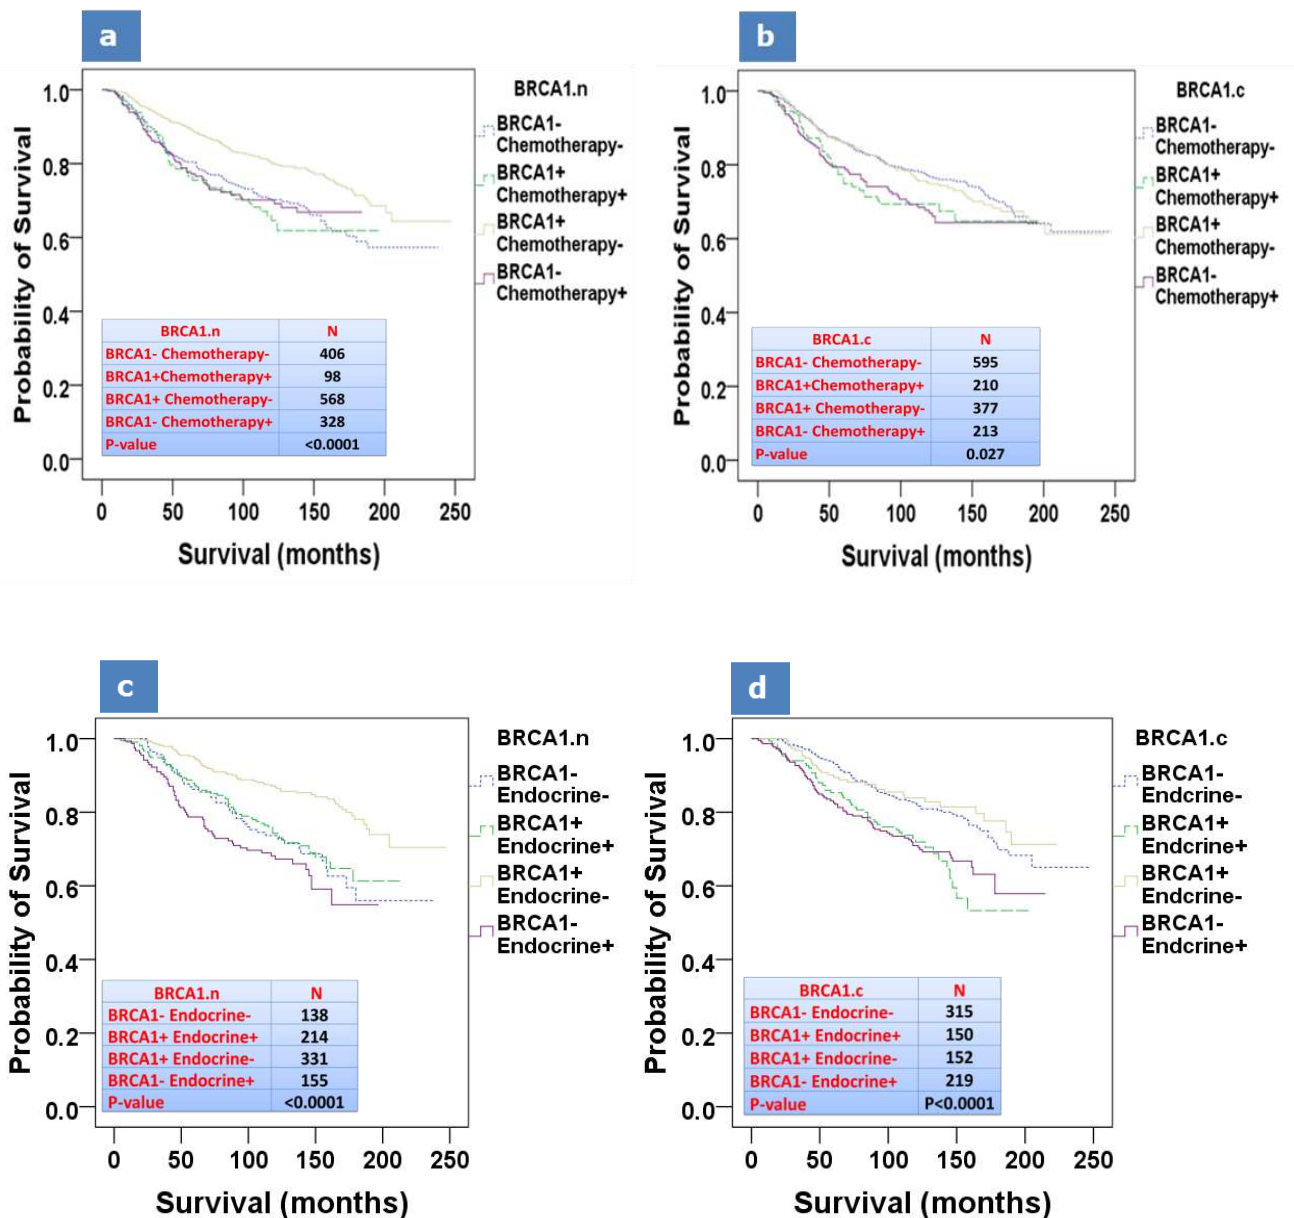 a
Probability of Survival
1.0
0.8
0.6
0.4
0.2
0.0
0 50 100 150 200 250
Survival (months)
BRCA1.n
BRCA1-
Chemotherapy-
BRCA1+
Chemotherapy+
BRCA1+
Chemotherapy-
BRCA1-
Chemotherapy+
BRCA1.n N
BRCA1- Chemotherapy- 406
BRCA1+Chemotherapy+ 98
BRCA1+ Chemotherapy- 568
BRCA1- Chemotherapy+ 328
P-value <0.0001
b
Probability of Survival
1.0
0.8
0.6
0.4
0.2
0.0
0 50 100 150 200 250
Survival (months)
BRCA1.c
BRCA1-
Chemotherapy-
BRCA1+
Chemotherapy+
BRCA1+
Chemotherapy-
BRCA1-
Chemotherapy+
BRCA1.c N
BRCA1- Chemotherapy- 595
BRCA1+Chemotherapy+ 210
BRCA1+ Chemotherapy- 377
BRCA1- Chemotherapy+ 213
P-value 0.027
c
Probability of Survival
1.0
0.8
0.6
0.4
0.2
0.0
0 50 100 150 200 250
Survival (months)
BRCA1.n
BRCA1-
Endocrine-
BRCA1+
Endocrine+
BRCA1+
Endocrine-
BRCA1-
Endocrine+
BRCA1.n N
BRCA1- Endocrine- 138
BRCA1+ Endocrine+ 214
BRCA1+ Endocrine- 331
BRCA1- Endocrine+ 155
P-value <0.0001
d
Probability of Survival
1.0
0.8
0.6
0.4
0.2
0.0
0 50 100 150 200 250
Survival (months)
BRCA1.c
BRCA1-
Endcrine-
BRCA1+
Endcrine+
BRCA1+
Endcrine-
BRCA1-
Endcrine+
BRCA1.c N
BRCA1- Endocrine- 315
BRCA1+ Endocrine+ 150
BRCA1+ Endocrine- 152
BRCA1- Endocrine+ 219
P-value P<0.0001